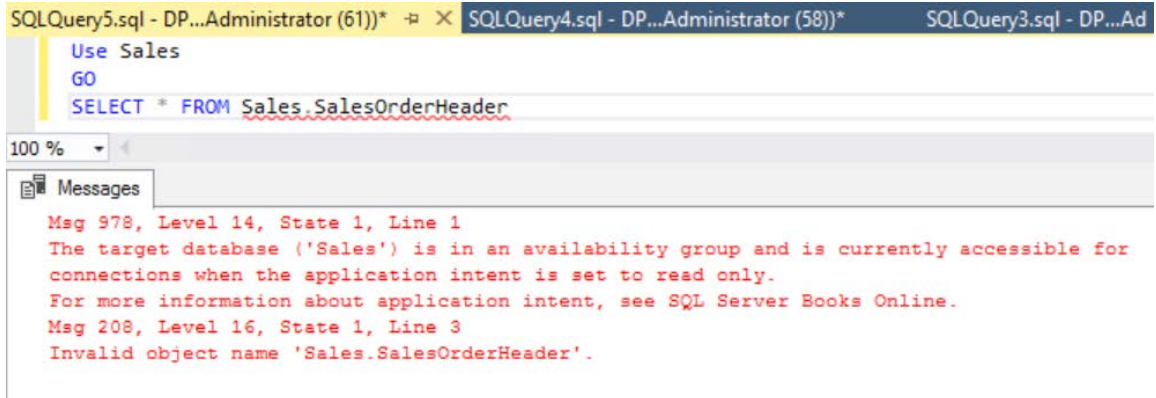 SQLQuery5.sql - DP...Administrator (61))* SQLQuery4.sql - DP...Administrator (58))* SQLQuery3.sql - DP...Ad
Use Sales
GO
SELECT * FROM Sales.SalesOrderHeader
100 %
Messages
Msg 978, Level 14, State 1, Line 1
The target database ('Sales') is in an availability group and is currently accessible for
connections when the application intent is set to read only.
For more information about application intent, see SQL Server Books Online.
Msg 208, Level 16, State 1, Line 3
Invalid object name 'Sales.SalesOrderHeader'.